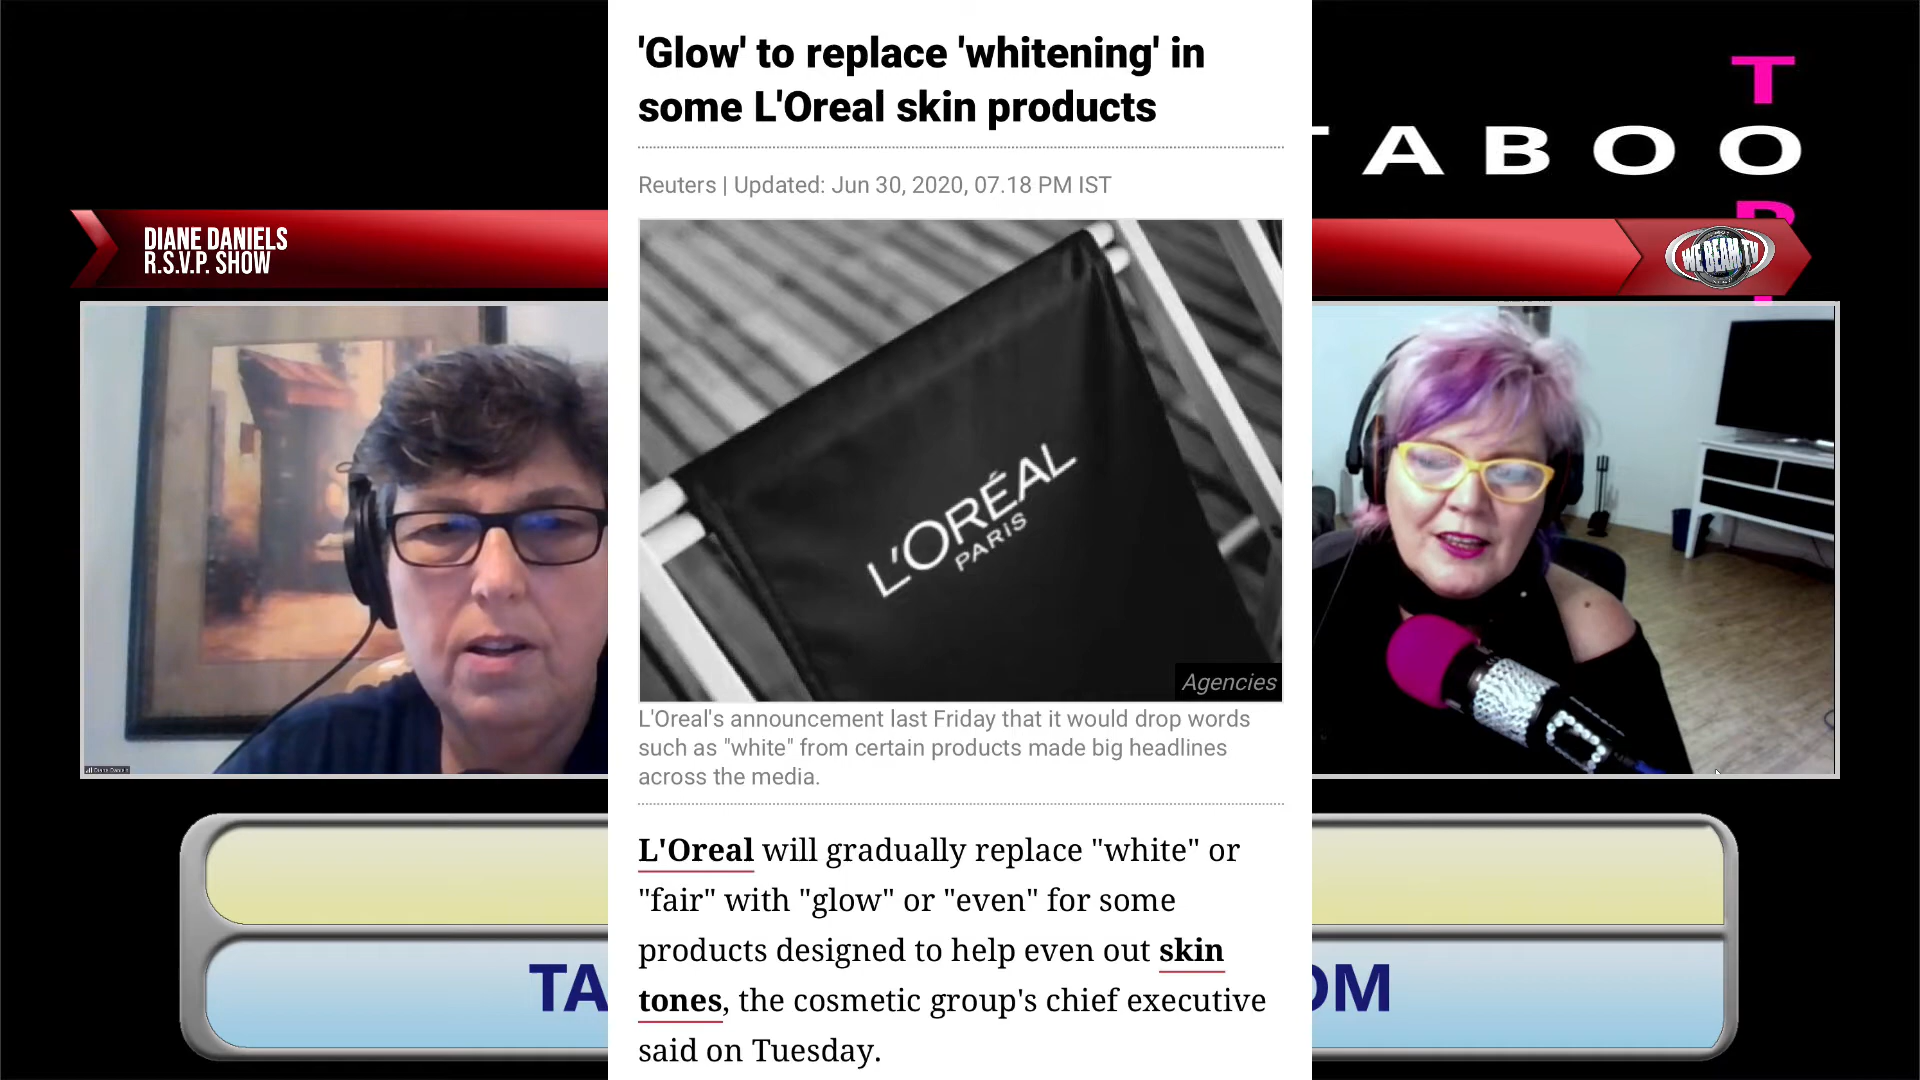 'Glow' to replace 'whitening' in
some L'Oreal skin products
Reuters | Updated: Jun 30, 2020, 07.18 PM IST
T
TABOO
DIANE DANIELS
R.S.V.P. SHOW
WE BEAM TV
L'ORÉAL
PARIS
Agencies
L'Oreal's announcement last Friday that it would drop words
such as "white" from certain products made big headlines
across the media.
Diane Daniels
L'Oreal will gradually replace "white" or
"fair" with "glow" or "even" for some
products designed to help even out skin
tones, the cosmetic group's chief executive
said on Tuesday.
TA
OM